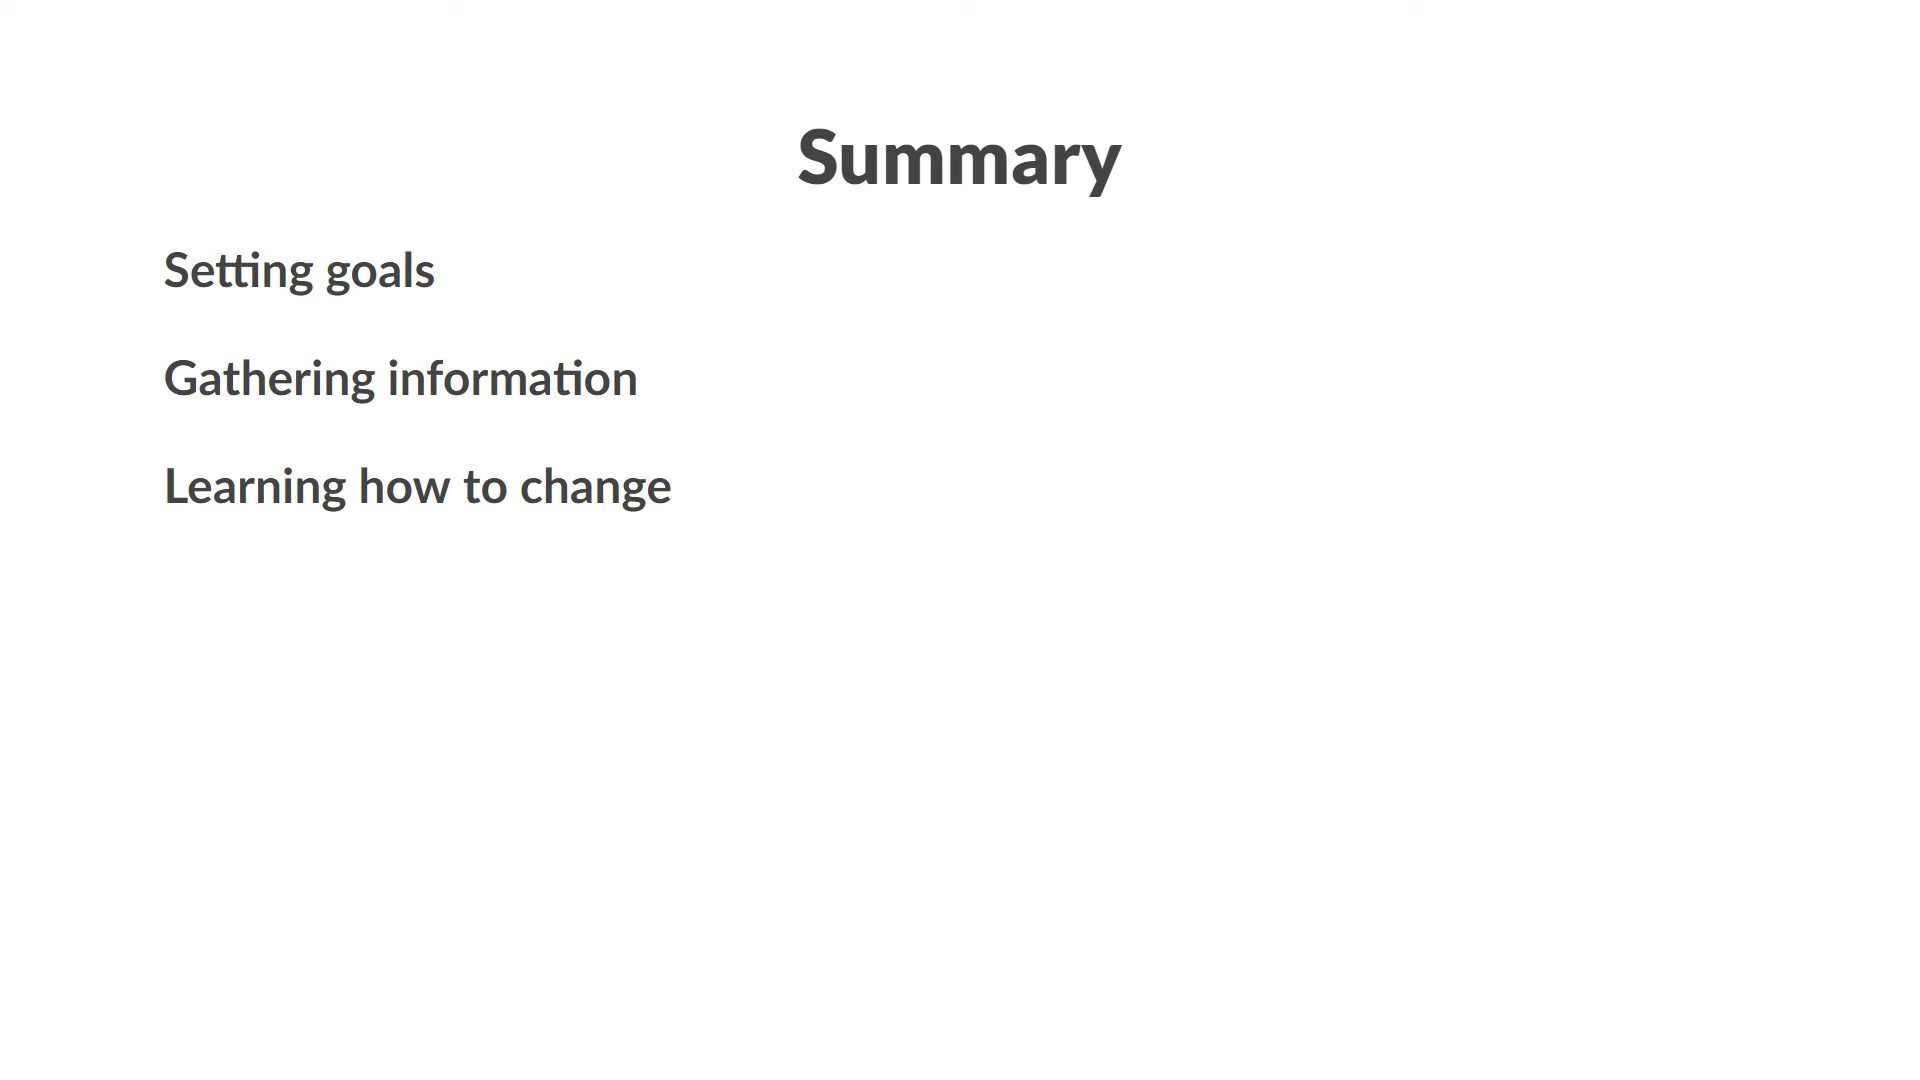 Summary
Setting goals
Gathering information
Learning how to change